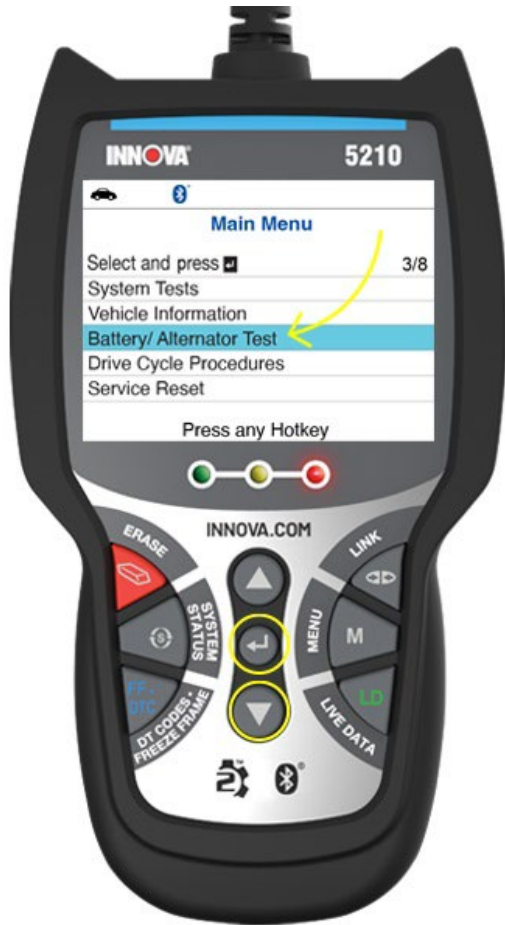 INNOVA 5210
Main Menu
Select and press 3/8
System Tests
Vehicle Information
Battery/ Alternator Test
Drive Cycle Procedures
Service Reset
Press any Hotkey
INNOVA.COM
ERASE
LINK
SYSTEM
STATUS
MENU
M
S
FF -
DTC
LD
DT CODES •
FREEZE FRAME
LIVE DATA
2